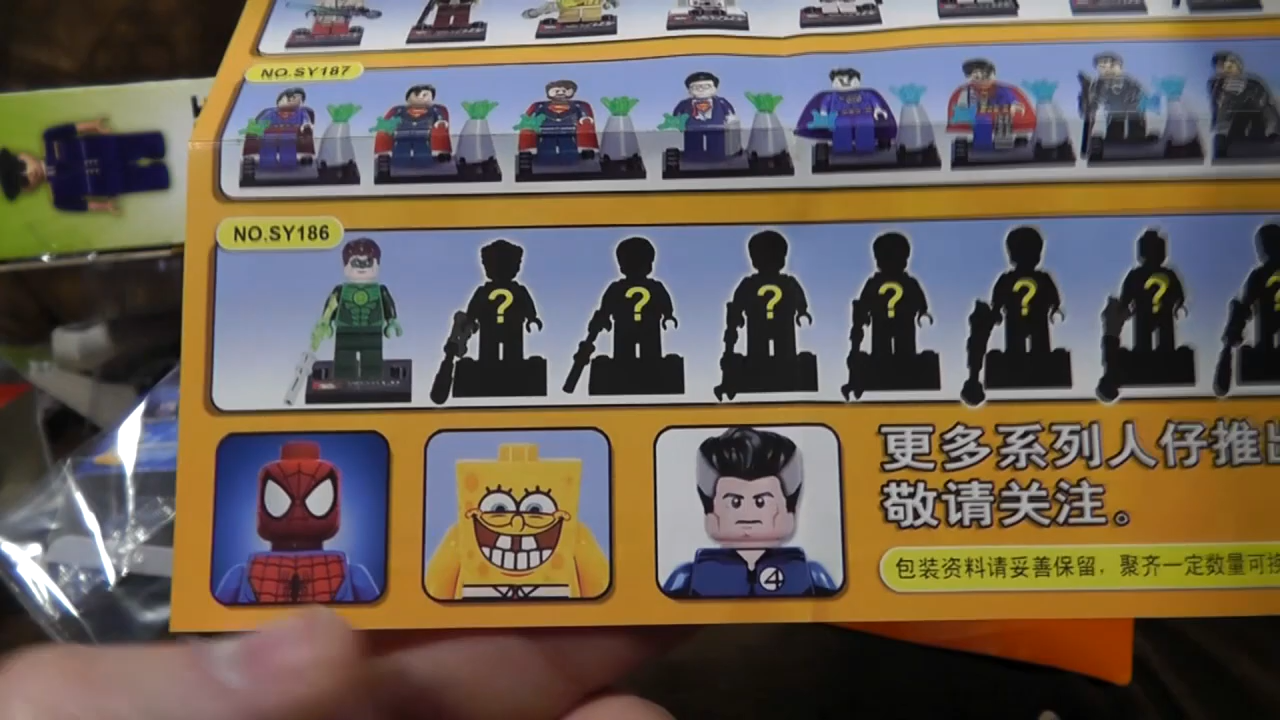 NO.SY187
NO.SY186
? ? ? ? ? ? ?
4
更多系列人仔推出
敬请关注。
包装资料请妥善保留，聚齐一定数量可换